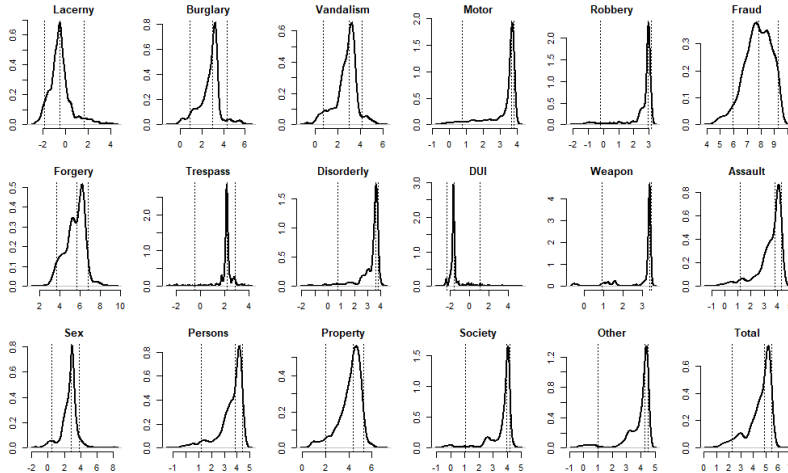 Lacerny Burglary Vandalism Motor Robbery Fraud
0.0 0.2 0.4 0.6 0.0 0.2 0.4 0.6 0.8 0.0 0.2 0.4 0.6 0.0 0.5 1.0 1.5 0.0 0.5 1.0 1.5 2.0 0.0 0.1 0.2 0.3
-2 0 2 4 0 2 4 6 0 2 4 6 -1 0 1 2 3 4 -2 -1 0 1 2 3 4 5 6 7 8 9
Forgery Trespass Disorderly DUI Weapon Assault
0.0 0.1 0.2 0.3 0.4 0.5 0.0 1.0 2.0 0.0 0.5 1.0 1.5 0.0 1.0 2.0 3.0 0 1 2 3 4 0.0 0.2 0.4 0.6 0.8
2 4 6 8 10 -2 0 2 4 -2 -1 0 1 2 3 4 -2 0 2 4 0 1 2 3 -1 0 1 2 3 4
Sex Persons Property Society Other Total
0.0 0.2 0.4 0.6 0.8 0.0 0.2 0.4 0.6 0.8 0.0 0.2 0.4 0.0 0.5 1.0 1.5 0.0 0.4 0.8 1.2 0.0 0.2 0.4 0.6
-2 0 2 4 6 8 -1 0 1 2 3 4 5 0 2 4 6 -1 0 1 2 3 4 5 -1 0 1 2 3 4 5 0 1 2 3 4 5 6